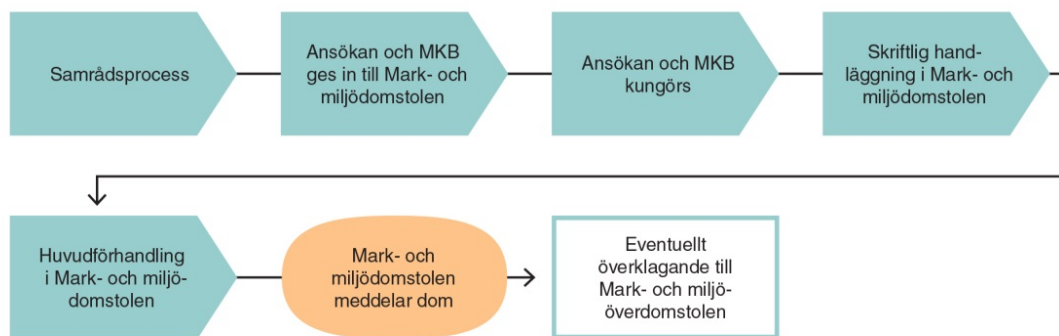 Samrådsprocess
Ansökan och MKB
ges in till Mark- och
miljödomstolen
Ansökan och MKB
kungörs
Skriftlig hand-
läggning i Mark- och
miljödomstolen
Huvudförhandling
i Mark- och miljö-
domstolen
Mark- och
miljödomstolen
meddelar dom
Eventuellt
överklagande till
Mark- och miljö-
överdomstolen